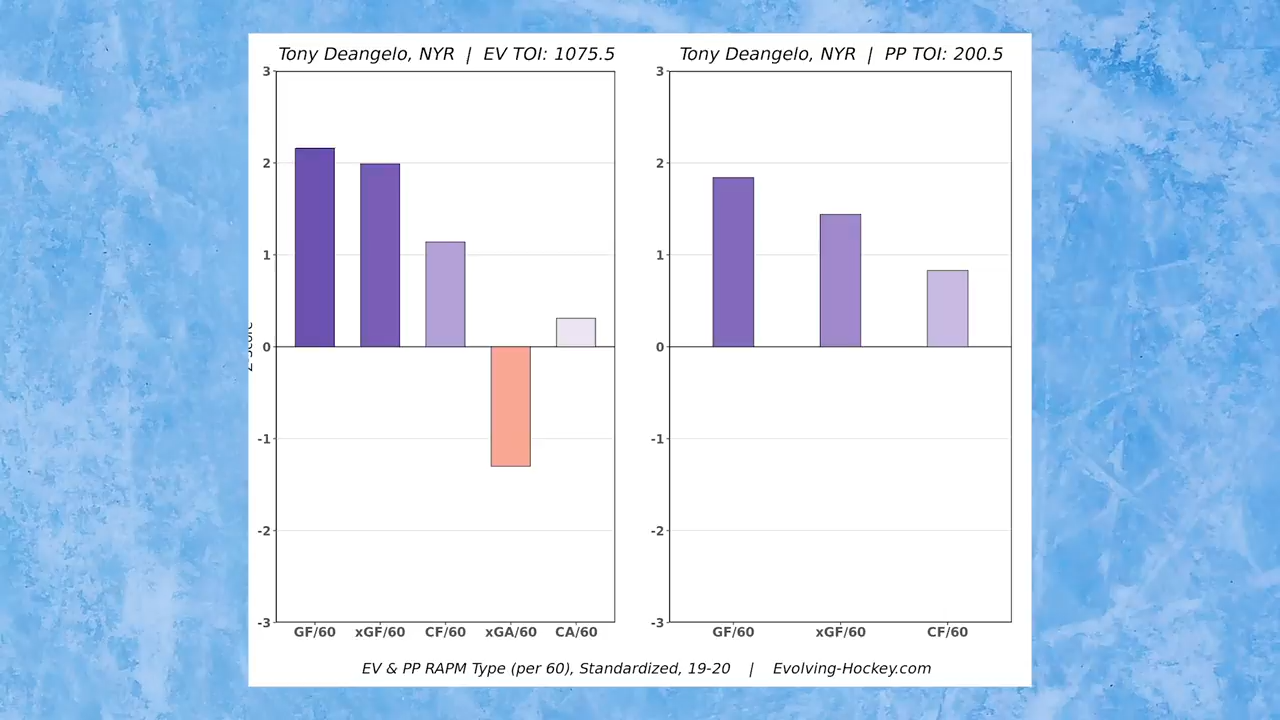 Tony Deangelo, NYR | EV TOI: 1075.5
3
2
1
0
-1
-2
-3
GF/60 xGF/60 CF/60 xGA/60 CA/60
Tony Deangelo, NYR | PP TOI: 200.5
3
2
1
0
-1
-2
-3
GF/60 xGF/60 CF/60
EV & PP RAPM Type (per 60), Standardized, 19-20 | Evolving-Hockey.com